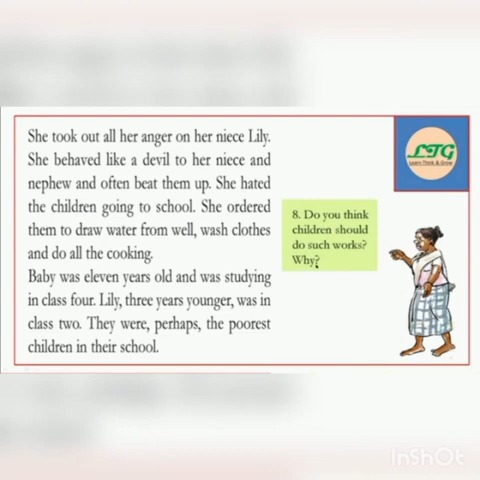 She took out all her anger on her niece Lily.
She behaved like a devil to her niece and
nephew and often beat them up. She hated
the children going to school. She ordered
them to draw water from well, wash clothes
and do all the cooking.
Baby was eleven years old and was studying
in class four. Lily, three years younger, was in
class two. They were, perhaps, the poorest
children in their school.
8. Do you think
children should
do such works?
Why?
LTG
Learn Think & Grow
InShOt